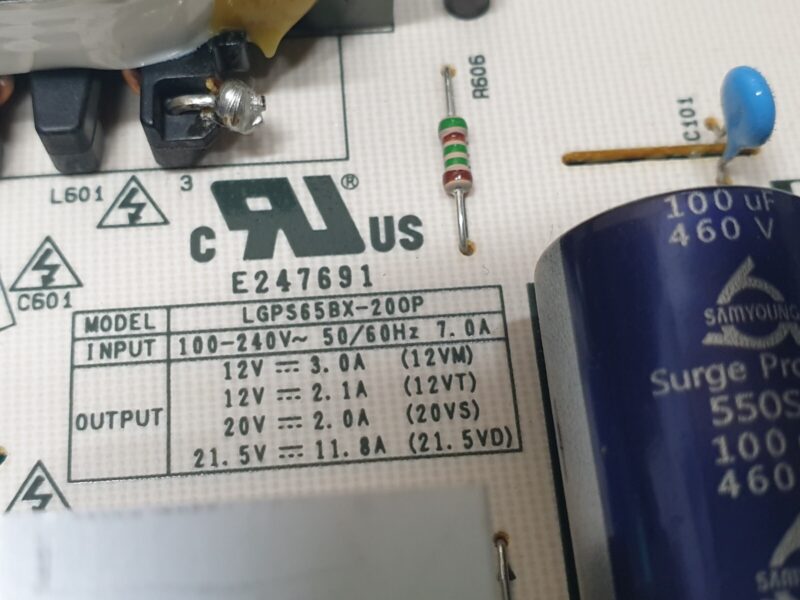 R606
C101
L601
3
C RU ® US
E247691
C601
MODEL LGPS65BX-200P
INPUT 100-240V~ 50/60Hz 7.0A
OUTPUT
12V ⎓ 3.0A (12VM)
12V ⎓ 2.1A (12VT)
20V ⎓ 2.0A (20VS)
21.5V ⎓ 11.8A (21.5VD)
100 uF
460 V
SAMYOUNG
Surge Pro
550S
100
460